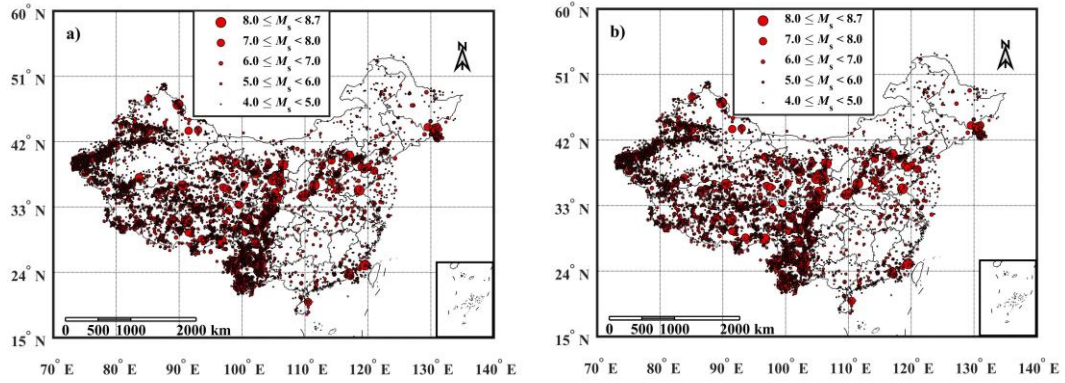 60° N
51° N
42° N
33° N
24° N
15° N
a)
8.0 ≤ Ms < 8.7
7.0 ≤ Ms < 8.0
6.0 ≤ Ms < 7.0
5.0 ≤ Ms < 6.0
4.0 ≤ Ms < 5.0
N
0 500 1000 2000 km
70° E 80° E 90° E 100° E 110° E 120° E 130° E 140° E
60° N
51° N
42° N
33° N
24° N
15° N
b)
8.0 ≤ Ms < 8.7
7.0 ≤ Ms < 8.0
6.0 ≤ Ms < 7.0
5.0 ≤ Ms < 6.0
4.0 ≤ Ms < 5.0
N
0 500 1000 2000 km
70° E 80° E 90° E 100° E 110° E 120° E 130° E 140° E